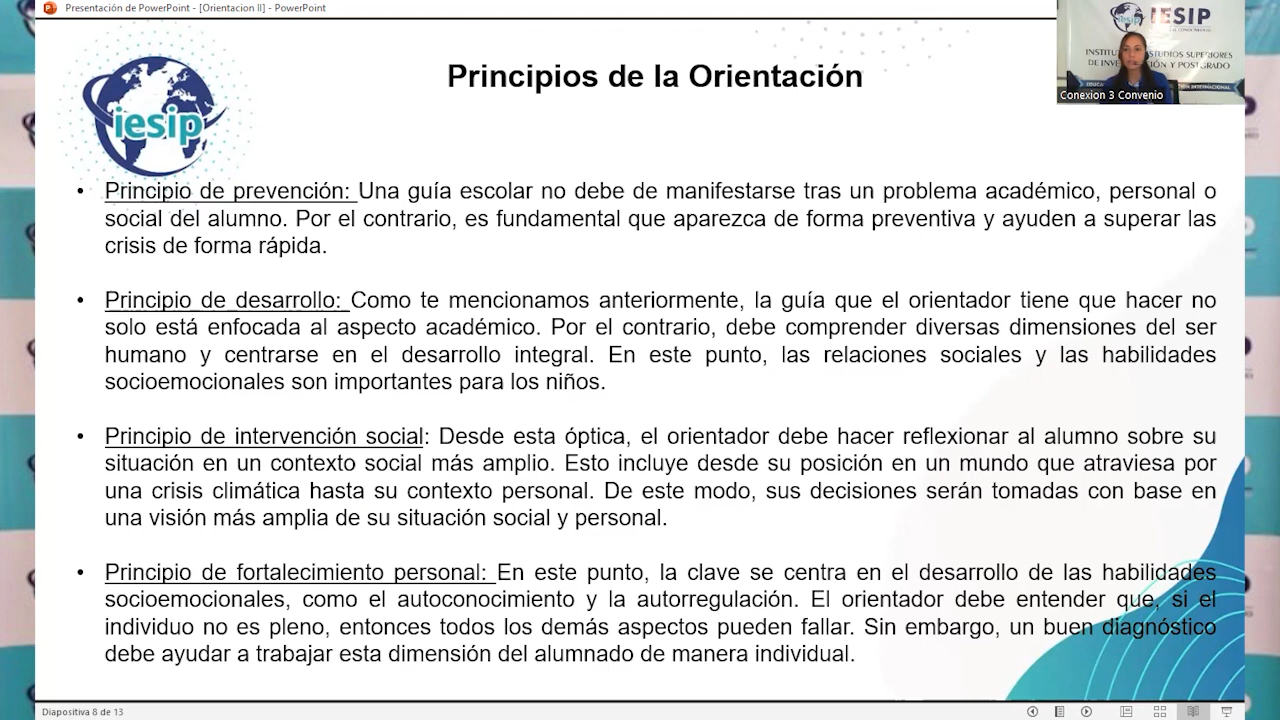 Presentación de PowerPoint - [Orientacion II] - PowerPoint
IESIP
iesip
Conexion 3 Convenio
Principios de la Orientación
iesip
• Principio de prevención: Una guía escolar no debe de manifestarse tras un problema académico, personal o
social del alumno. Por el contrario, es fundamental que aparezca de forma preventiva y ayuden a superar las
crisis de forma rápida.
• Principio de desarrollo: Como te mencionamos anteriormente, la guía que el orientador tiene que hacer no
solo está enfocada al aspecto académico. Por el contrario, debe comprender diversas dimensiones del ser
humano y centrarse en el desarrollo integral. En este punto, las relaciones sociales y las habilidades
socioemocionales son importantes para los niños.
• Principio de intervención social: Desde esta óptica, el orientador debe hacer reflexionar al alumno sobre su
situación en un contexto social más amplio. Esto incluye desde su posición en un mundo que atraviesa por
una crisis climática hasta su contexto personal. De este modo, sus decisiones serán tomadas con base en
una visión más amplia de su situación social y personal.
• Principio de fortalecimiento personal: En este punto, la clave se centra en el desarrollo de las habilidades
socioemocionales, como el autoconocimiento y la autorregulación. El orientador debe entender que, si el
individuo no es pleno, entonces todos los demás aspectos pueden fallar. Sin embargo, un buen diagnóstico
debe ayudar a trabajar esta dimensión del alumnado de manera individual.
Diapositiva 8 de 13